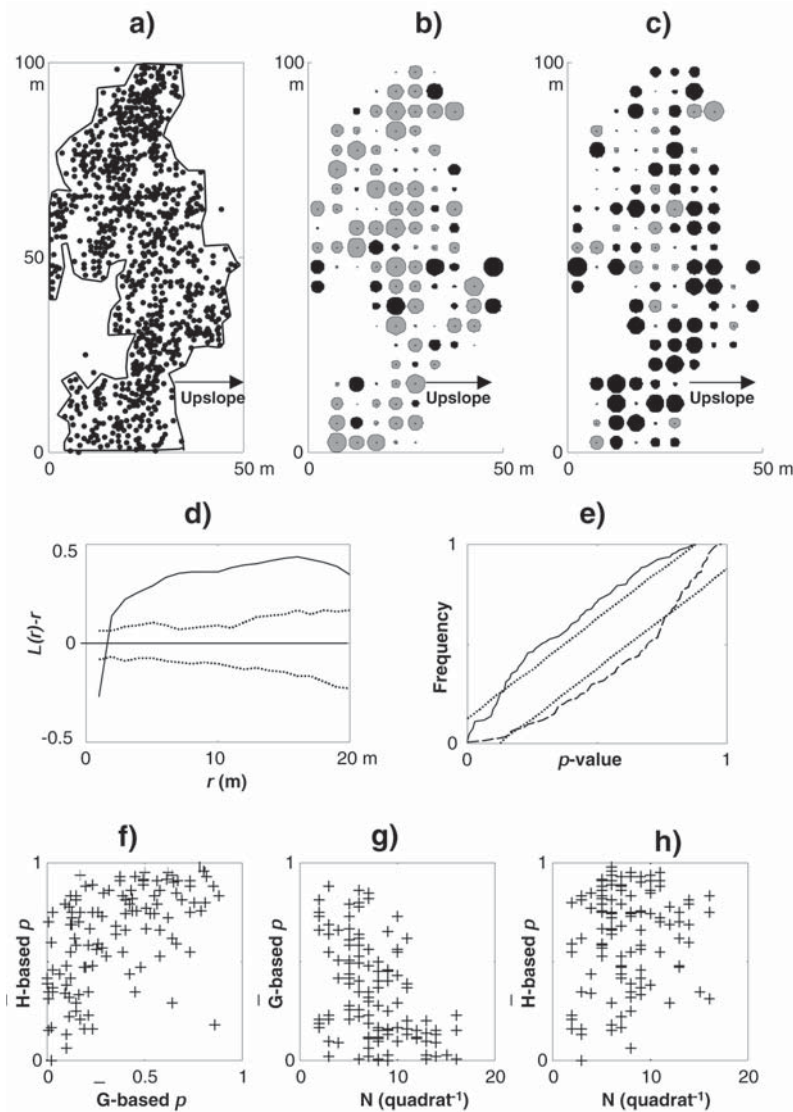 a)
b)
c)
100
m
50
0
0
50 m
Upslope
100
m
0
0
50 m
Upslope
100
m
0
0
50 m
Upslope
d)
0.5
0
-0.5
L(r)-r
0
10
20 m
r (m)
e)
1
0
Frequency
0
1
p-value
f)
1
0
H-based p
0
0.5
1
G-based p
g)
1
0
G-based p
0
10
20
N (quadrat⁻¹)
h)
1
0
H-based p
0
10
20
N (quadrat⁻¹)